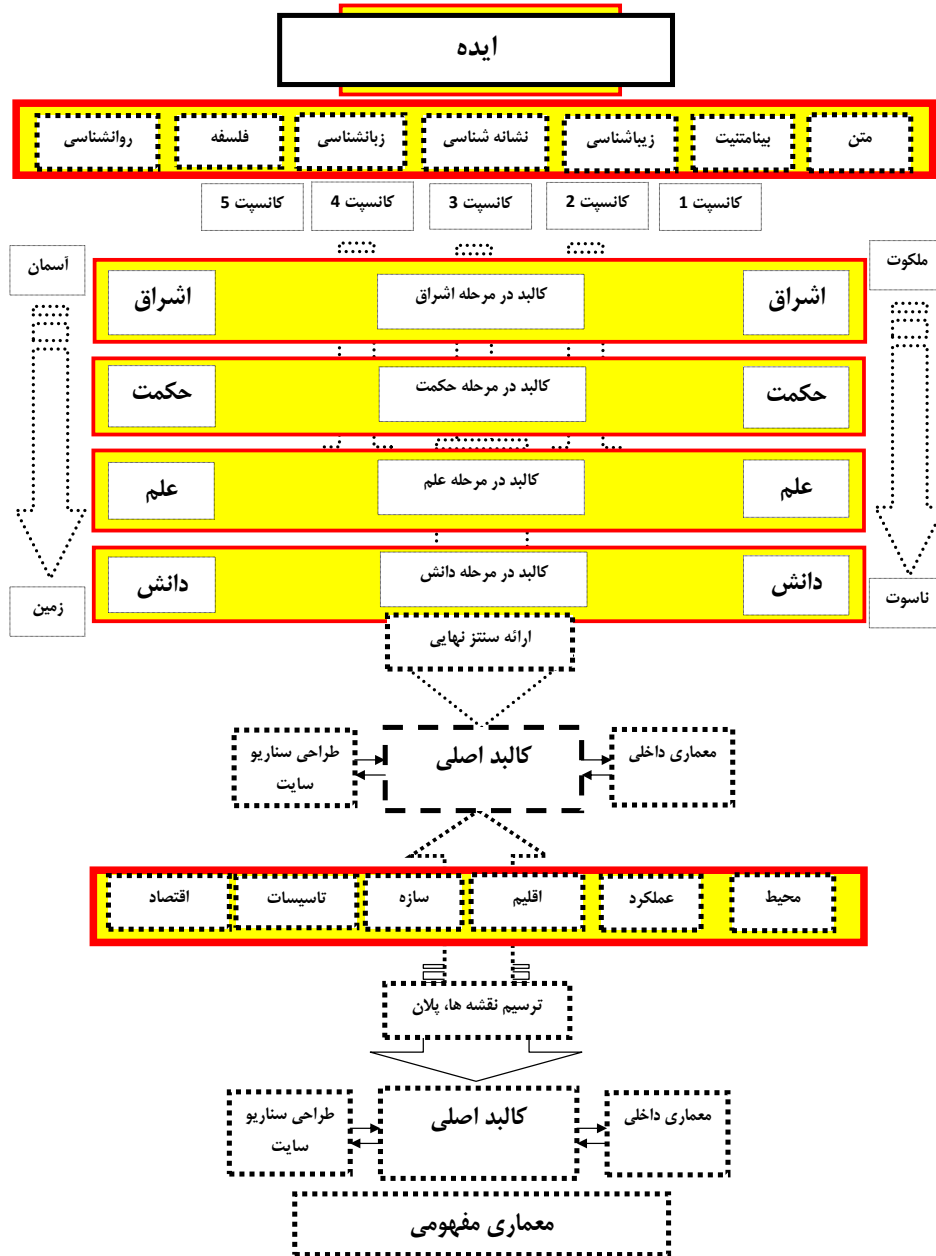 ایده
متن
بینامتنیت
زیباشناسی
نشانه شناسی
زبانشناسی
فلسفه
روانشناسی
کانسپت 1
کانسپت 2
کانسپت 3
کانسپت 4
کانسپت 5
ملکوت
آسمان
اشراق
کالبد در مرحله اشراق
اشراق
حکمت
کالبد در مرحله حکمت
حکمت
علم
کالبد در مرحله علم
علم
دانش
کالبد در مرحله دانش
دانش
ناسوت
زمین
ارائه سنتز نهایی
معماری داخلی
کالبد اصلی
طراحی سناریو
سایت
محیط
عملکرد
اقلیم
سازه
تاسیسات
اقتصاد
ترسیم نقشه ها، پلان
معماری داخلی
کالبد اصلی
طراحی سناریو
سایت
معماری مفهومی